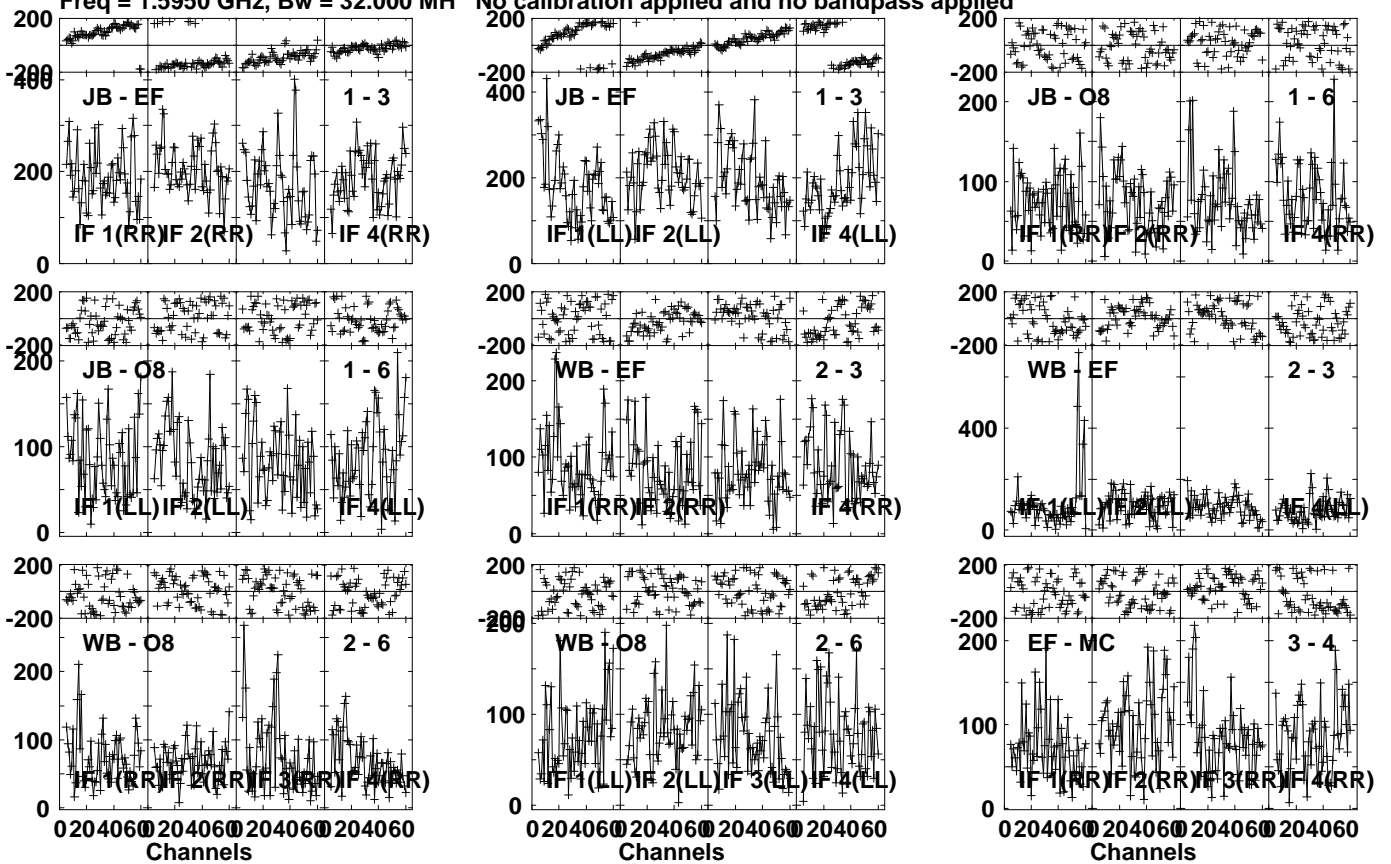 Freq = 1.5950 GHz, Bw = 32.000 MH No calibration applied and no bandpass applied
200 200 200
-200 -200 -200
400 400 200
JB - EF 1 - 3 JB - EF 1 - 3 JB - O8 1 - 6
200 300 100
200
IF 1(RR) IF 2(RR) IF 4(RR) IF 1(LL) IF 2(LL) IF 4(LL) IF 1(RR) IF 2(RR) IF 4(RR)
0 0 0
200 200 200
-200 -200 -200
200 200 400
JB - O8 1 - 6 WB - EF 2 - 3 WB - EF 2 - 3
100 100
IF 1(LL) IF 2(LL) IF 4(LL) IF 1(RR) IF 2(RR) IF 4(RR) IF 1(LL) IF 2(LL) IF 4(LL)
0 0 0
200 200 200
-200 -200 -200
200 200 200
WB - O8 2 - 6 WB - O8 2 - 6 EF - MC 3 - 4
100 100 100
IF 1(RR) IF 2(RR) IF 3(RR) IF 4(RR) IF 1(LL) IF 2(LL) IF 3(LL) IF 4(LL) IF 1(RR) IF 2(RR) IF 3(RR) IF 4(RR)
0 0 0
0 20 40 60 0 20 40 60 0 20 40 60 0 20 40 60 0 20 40 60 0 20 40 60 0 20 40 60 0 20 40 60 0 20 40 60 0 20 40 60 0 20 40 60 0 20 40 60
Channels Channels Channels